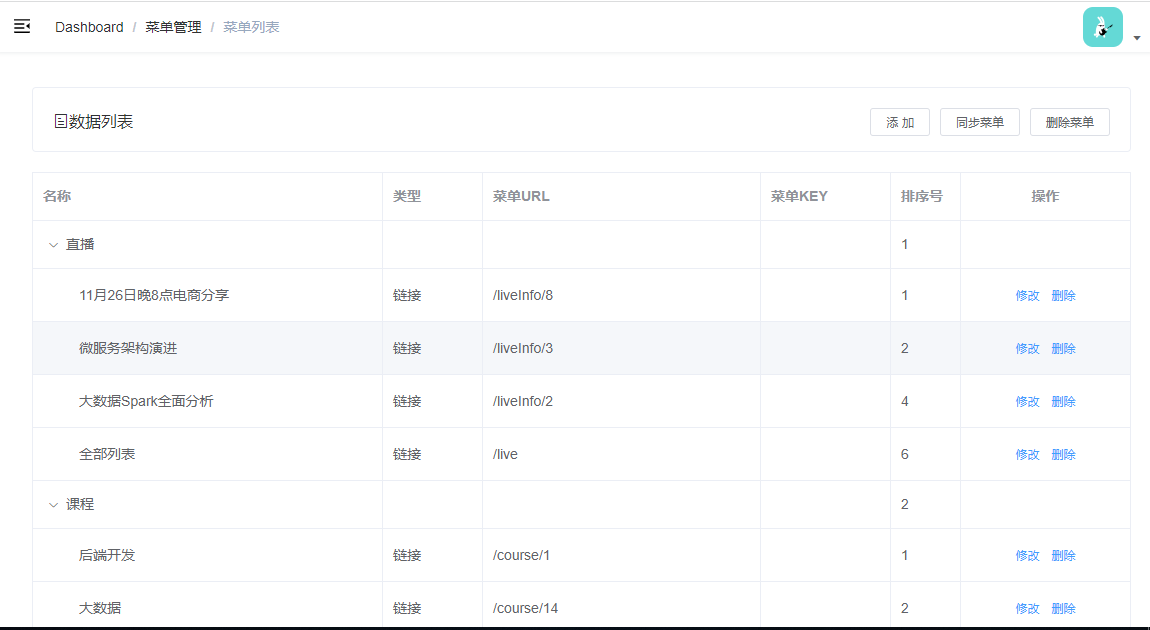 Dashboard / 菜单管理 / 菜单列表
数据列表 添 加 同步菜单 删除菜单
名称 类型 菜单URL 菜单KEY 排序号 操作
直播 1
11月26日晚8点电商分享 链接 /liveInfo/8 1 修改 删除
微服务架构演进 链接 /liveInfo/3 2 修改 删除
大数据Spark全面分析 链接 /liveInfo/2 4 修改 删除
全部列表 链接 /live 6 修改 删除
课程 2
后端开发 链接 /course/1 1 修改 删除
大数据 链接 /course/14 2 修改 删除